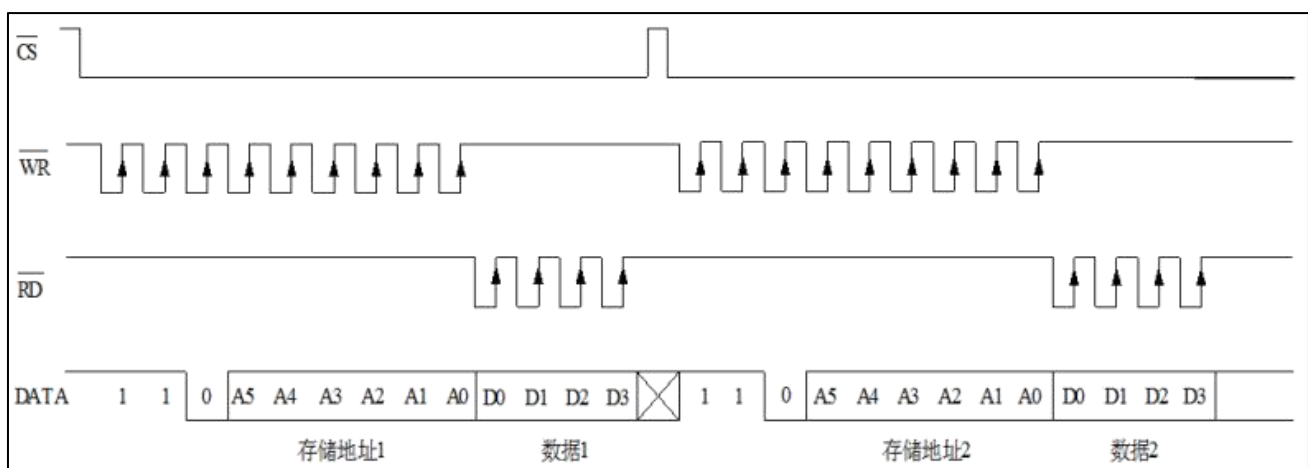 CS
WR
RD
DATA 1 1 0 A5 A4 A3 A2 A1 A0 D0 D1 D2 D3 1 1 0 A5 A4 A3 A2 A1 A0 D0 D1 D2 D3
存储地址1 数据1 存储地址2 数据2